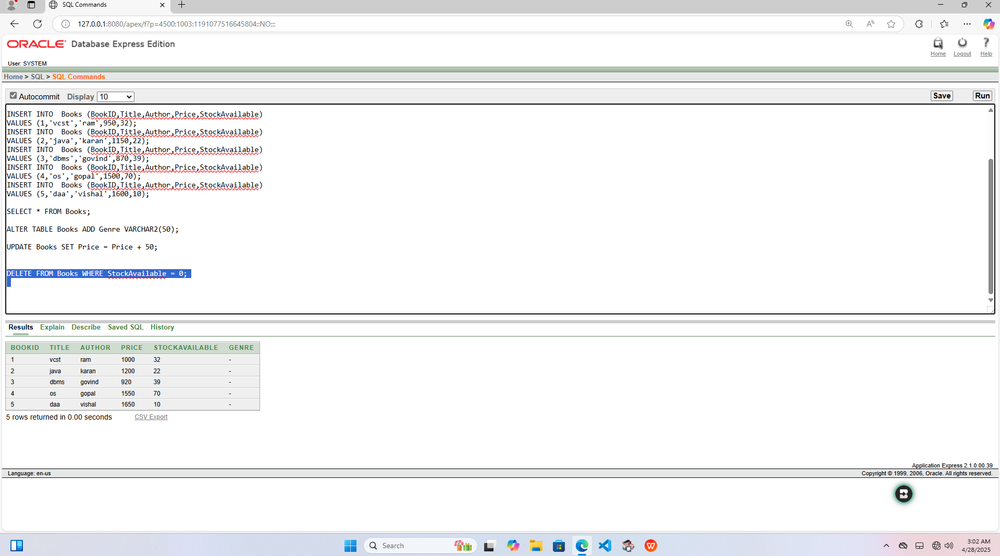 SQL Commands
127.0.0.1:8080/apex/f?p=4500:1003:1191077516645804::NO:::
ORACLE Database Express Edition
Home Logout Help
User: SYSTEM
Home > SQL > SQL Commands
Autocommit Display 10 Save Run
INSERT INTO  Books (BookID,Title,Author,Price,StockAvailable)
VALUES (1,'vcst','ram',950,32);
INSERT INTO  Books (BookID,Title,Author,Price,StockAvailable)
VALUES (2,'java','karan',1150,22);
INSERT INTO  Books (BookID,Title,Author,Price,StockAvailable)
VALUES (3,'dbms','govind',870,39);
INSERT INTO  Books (BookID,Title,Author,Price,StockAvailable)
VALUES (4,'os','gopal',1500,70);
INSERT INTO  Books (BookID,Title,Author,Price,StockAvailable)
VALUES (5,'daa','vishal',1600,10);
SELECT * FROM Books;
ALTER TABLE Books ADD Genre VARCHAR2(50);
UPDATE Books SET Price = Price + 50;
DELETE FROM Books WHERE StockAvailable = 0;
Results Explain Describe Saved SQL History
BOOKID TITLE AUTHOR PRICE STOCKAVAILABLE GENRE
1 vcst ram 1000 32 -
2 java karan 1200 22 -
3 dbms govind 920 39 -
4 os gopal 1550 70 -
5 daa vishal 1650 10 -
5 rows returned in 0.00 seconds CSV Export
Application Express 2.1.0.00.39
Language: en-us Copyright © 1999, 2006, Oracle. All rights reserved.
Search
3:02 AM
4/28/2025